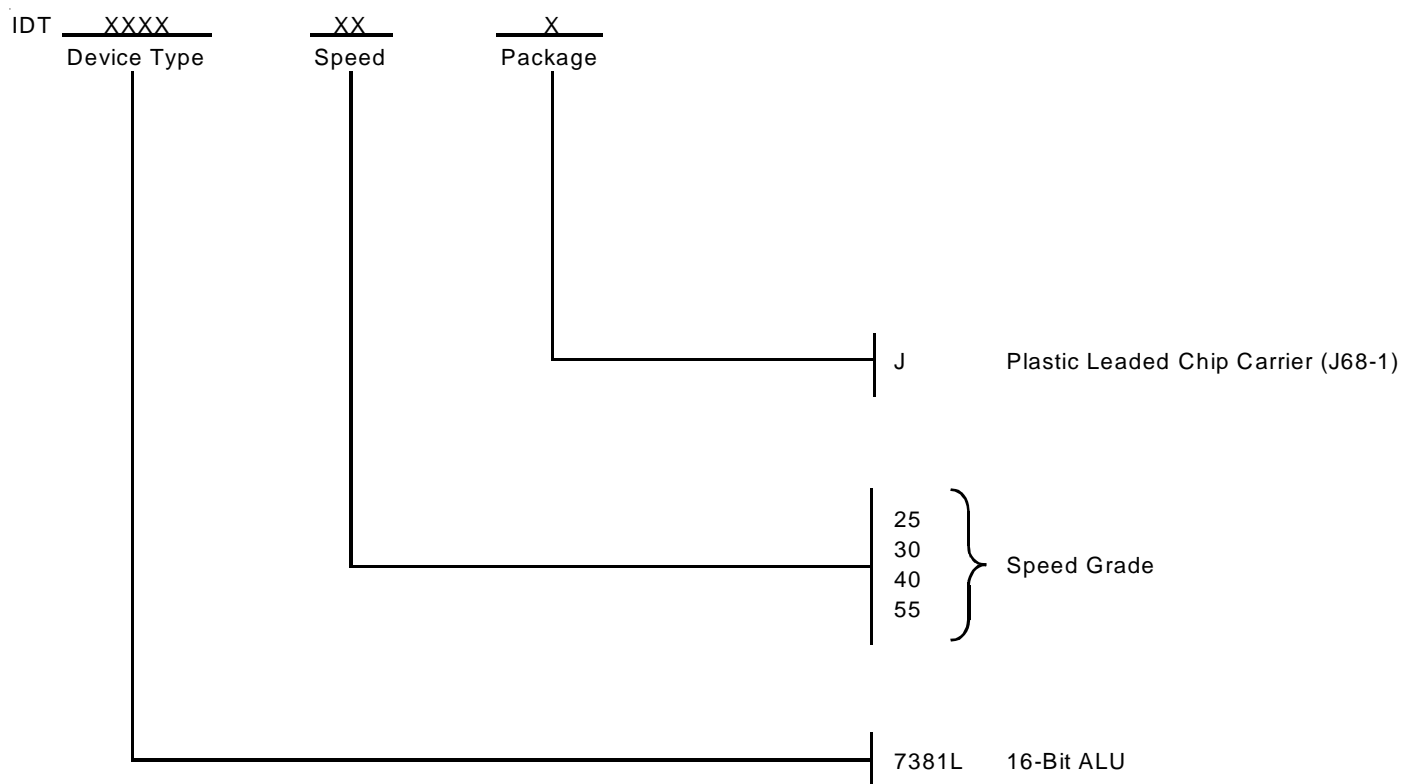 IDT XXXX XX X
Device Type Speed Package
J Plastic Leaded Chip Carrier (J68-1)
25
30
40
55
Speed Grade
7381L 16-Bit ALU